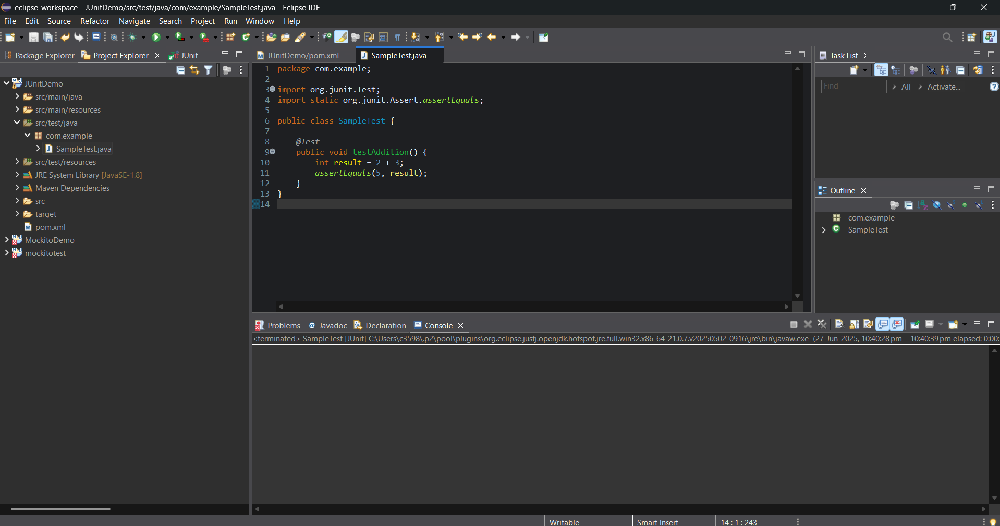 eclipse-workspace - JUnitDemo/src/test/java/com/example/SampleTest.java - Eclipse IDE
File Edit Source Refactor Navigate Search Project Run Window Help
Package Explorer Project Explorer JUnit
JUnitDemo
src/main/java
src/main/resources
src/test/java
com.example
SampleTest.java
src/test/resources
JRE System Library [JavaSE-1.8]
Maven Dependencies
src
target
pom.xml
MockitoDemo
mockitotest
JUnitDemo/pom.xml SampleTest.java
1 package com.example;
2
3 import org.junit.Test;
4 import static org.junit.Assert.assertEquals;
5
6 public class SampleTest {
7
8 @Test
9 public void testAddition() {
10 int result = 2 + 3;
11 assertEquals(5, result);
12 }
13 }
14
Task List
Find All Activate...
Outline
com.example
SampleTest
Problems Javadoc Declaration Console
<terminated> SampleTest [JUnit] C:\Users\c3598\.p2\pool\plugins\org.eclipse.justj.openjdk.hotspot.jre.full.win32.x86_64_21.0.7.v20250502-0916\jre\bin\javaw.exe (27-Jun-2025, 10:40:28 pm – 10:40:39 pm elapsed: 0:00:
Writable Smart Insert 14 : 1 : 243